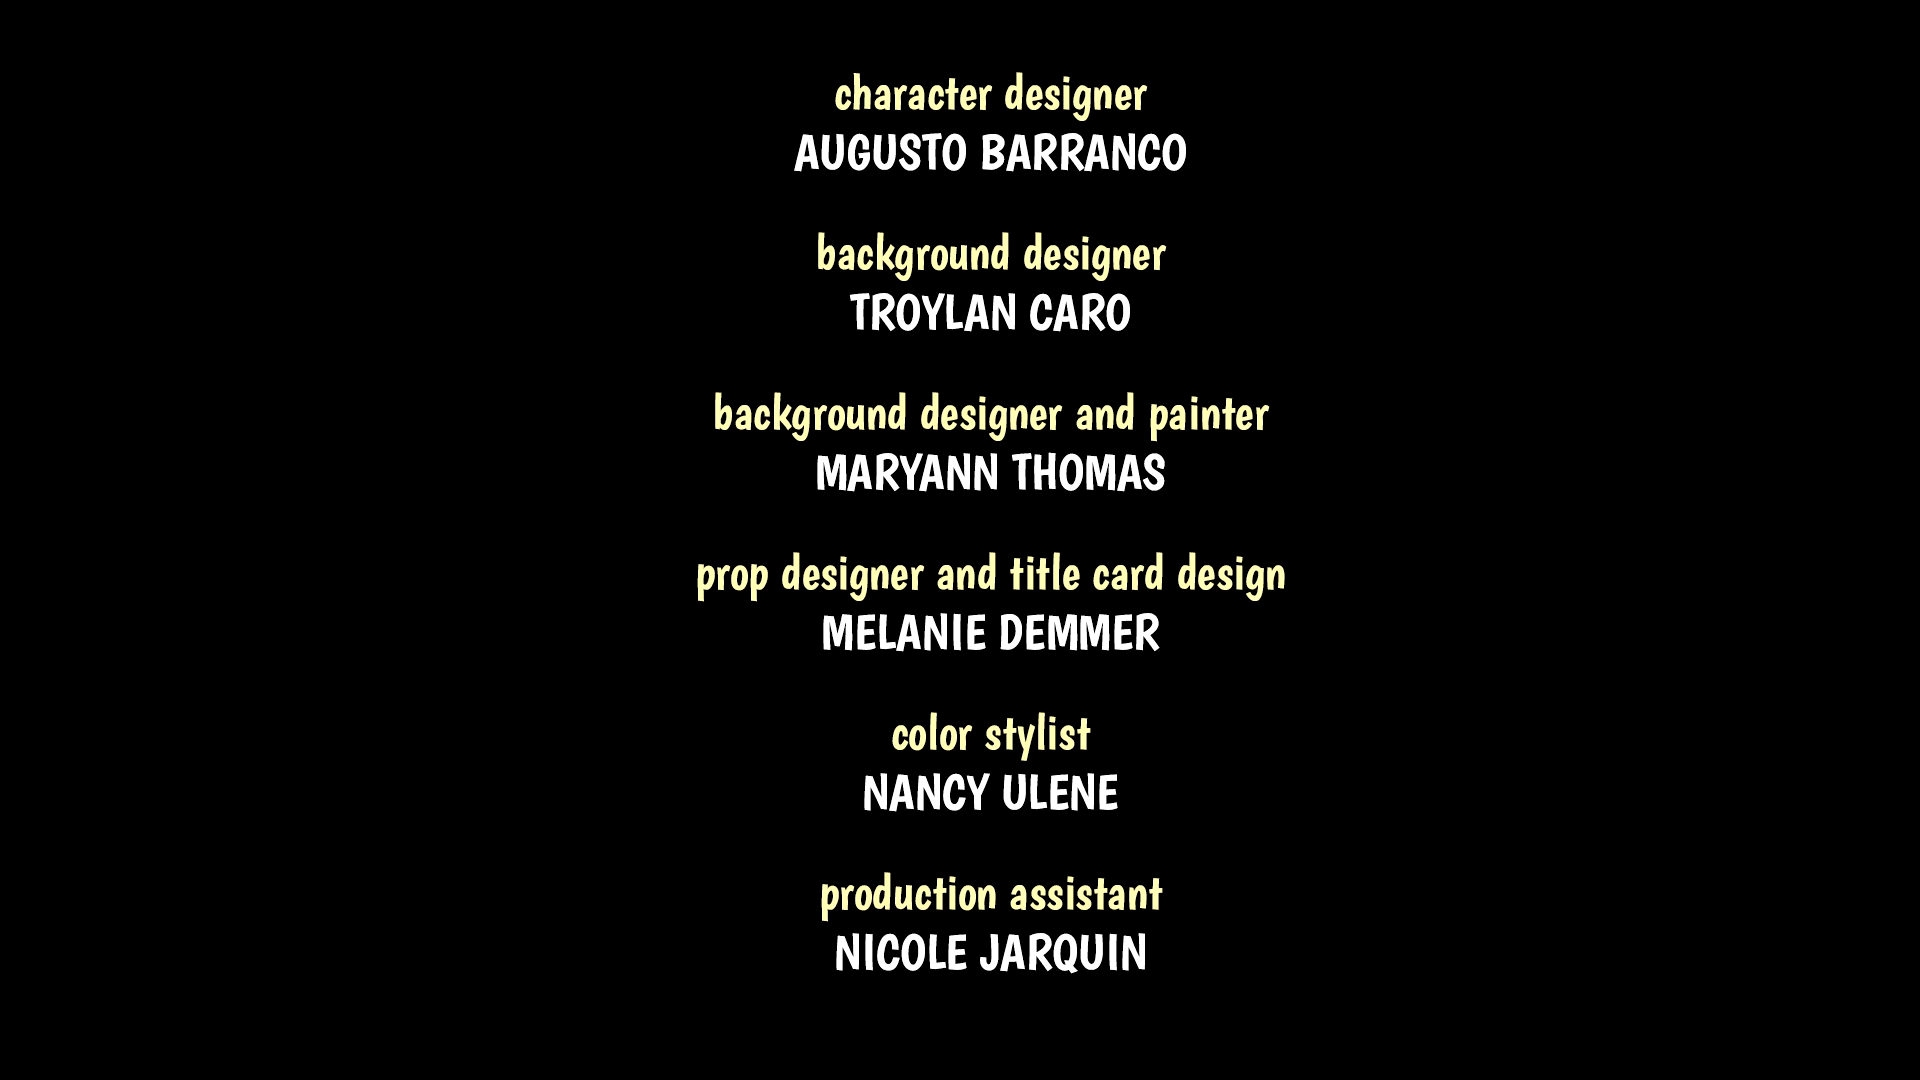 character designer
AUGUSTO BARRANCO
background designer
TROYLAN CARO
background designer and painter
MARYANN THOMAS
prop designer and title card design
MELANIE DEMMER
color stylist
NANCY ULENE
production assistant
NICOLE JARQUIN